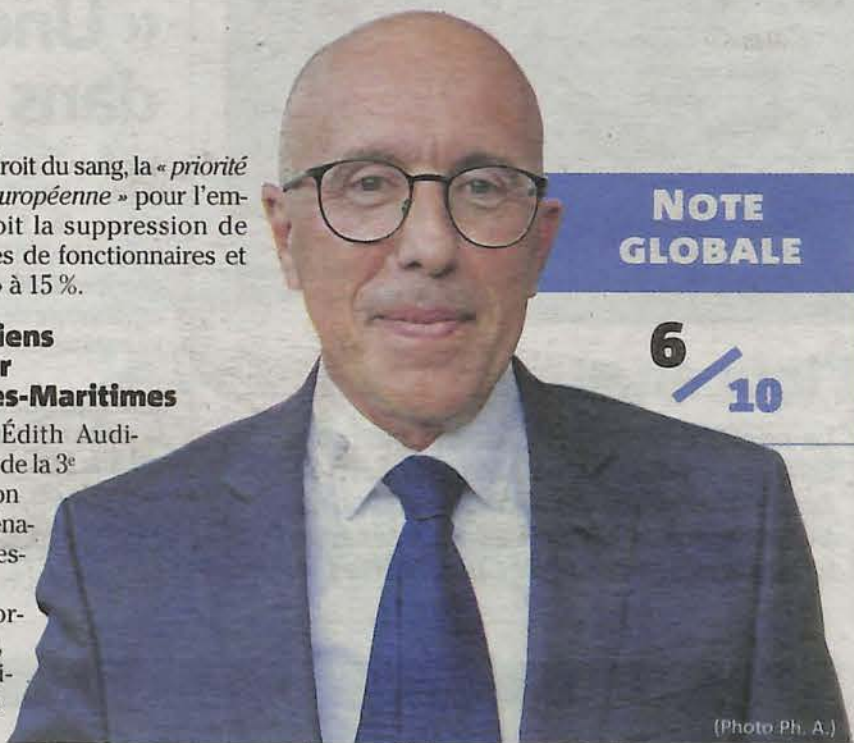 roit du sang, la « priorité
uropéenne » pour l'em-
oit la suppression de
es de fonctionnaires et
» à 15 %.
iens
r
es-Maritimes
Édith Audi-
de la 3e
on
ena-
es-
or-
,
i-
NOTE
GLOBALE
6/10
(Photo Ph. A.)